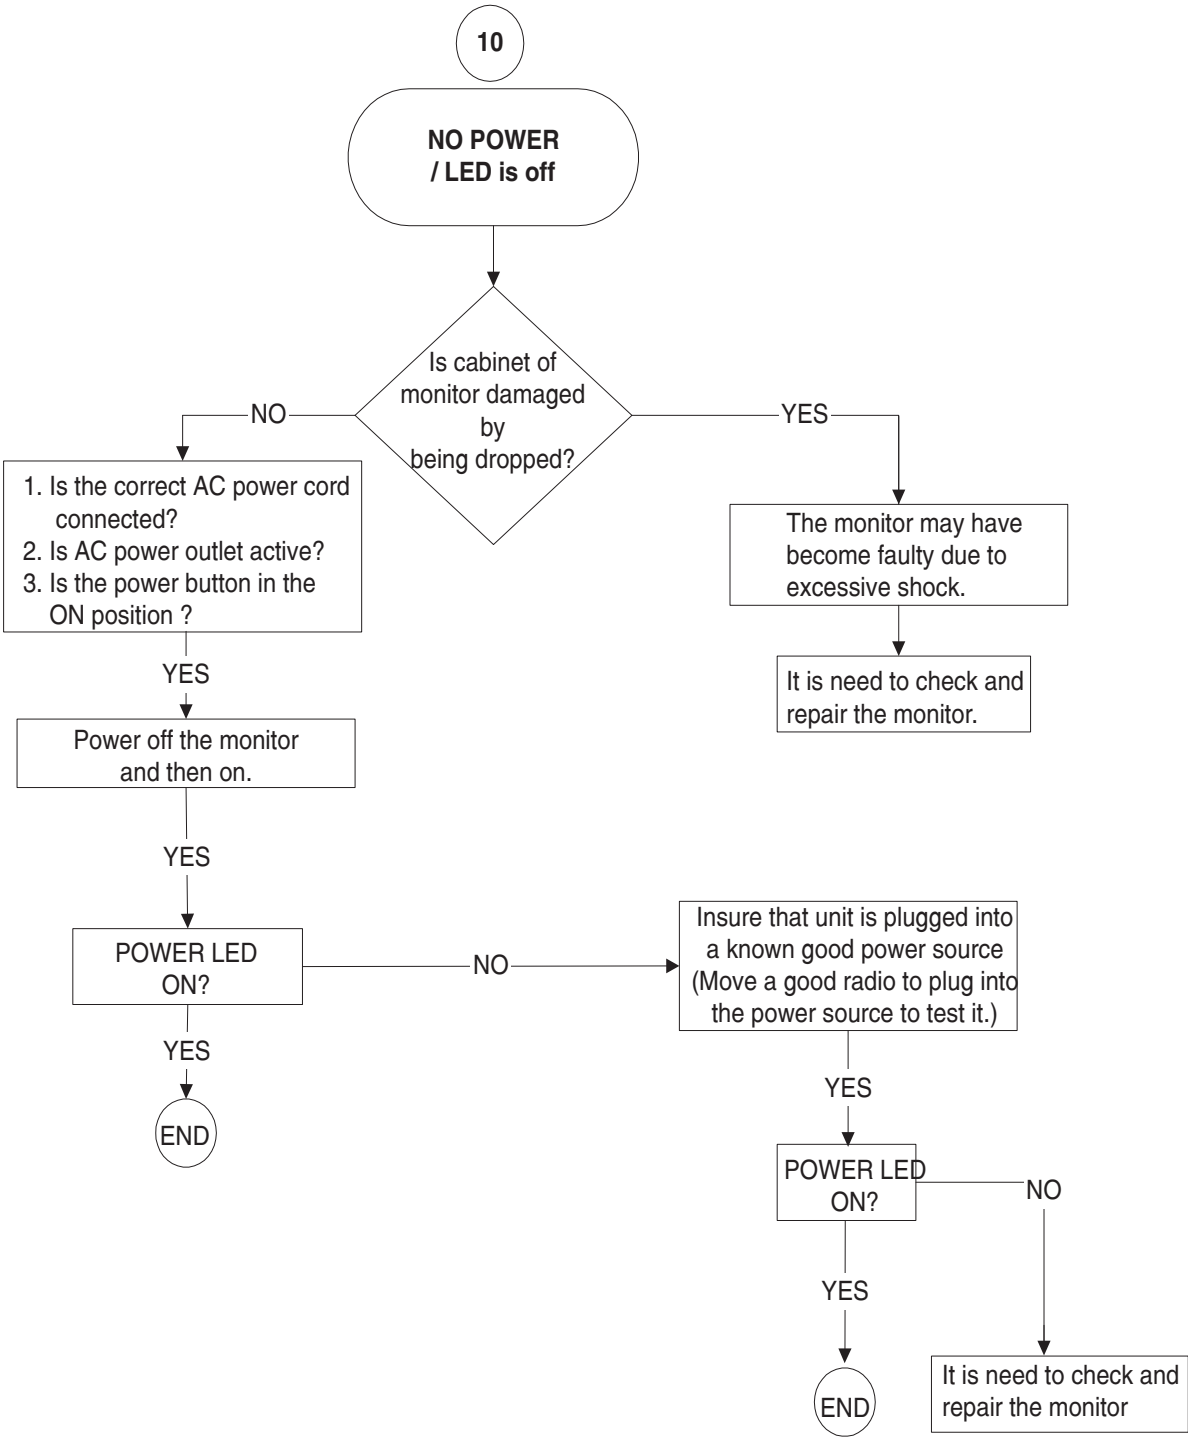 10
NO POWER
/ LED is off
Is cabinet of
monitor damaged
by
being dropped?
NO
YES
1. Is the correct AC power cord
connected?
2. Is AC power outlet active?
3. Is the power button in the
ON position ?
The monitor may have
become faulty due to
excessive shock.
YES
It is need to check and
repair the monitor.
Power off the monitor
and then on.
YES
POWER LED
ON?
NO
Insure that unit is plugged into
a known good power source
(Move a good radio to plug into
the power source to test it.)
YES
END
YES
POWER LED
ON?
NO
YES
END
It is need to check and
repair the monitor